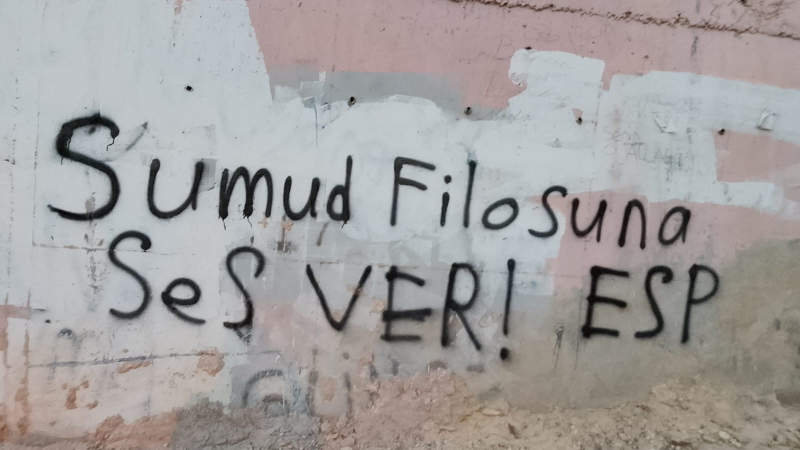 Sumud Filosuna
SeS VER! ESP